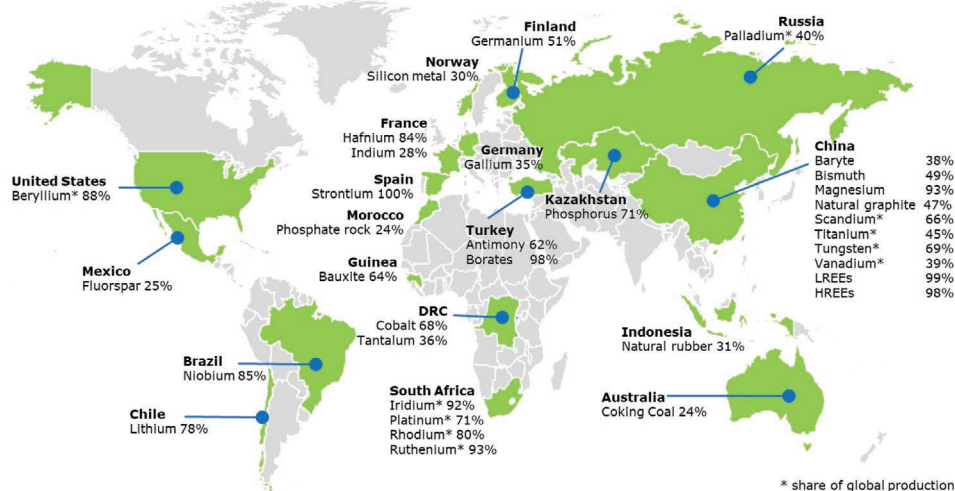 Finland
Germanium 51%
Russia
Palladium* 40%
Norway
Silicon metal 30%
France
Hafnium 84%
Indium 28%
Germany
Gallium 35%
China
Baryte 38%
Bismuth 49%
Magnesium 93%
Natural graphite 47%
Scandium* 66%
Titanium* 45%
Tungsten* 69%
Vanadium* 39%
LREEs 99%
HREEs 98%
United States
Beryllium* 88%
Spain
Strontium 100%
Kazakhstan
Phosphorus 71%
Morocco
Phosphate rock 24%
Turkey
Antimony 62%
Borates 98%
Mexico
Fluorspar 25%
Guinea
Bauxite 64%
DRC
Cobalt 68%
Tantalum 36%
Indonesia
Natural rubber 31%
Brazil
Niobium 85%
South Africa
Iridium* 92%
Platinum* 71%
Rhodium* 80%
Ruthenium* 93%
Australia
Coking Coal 24%
Chile
Lithium 78%
* share of global production